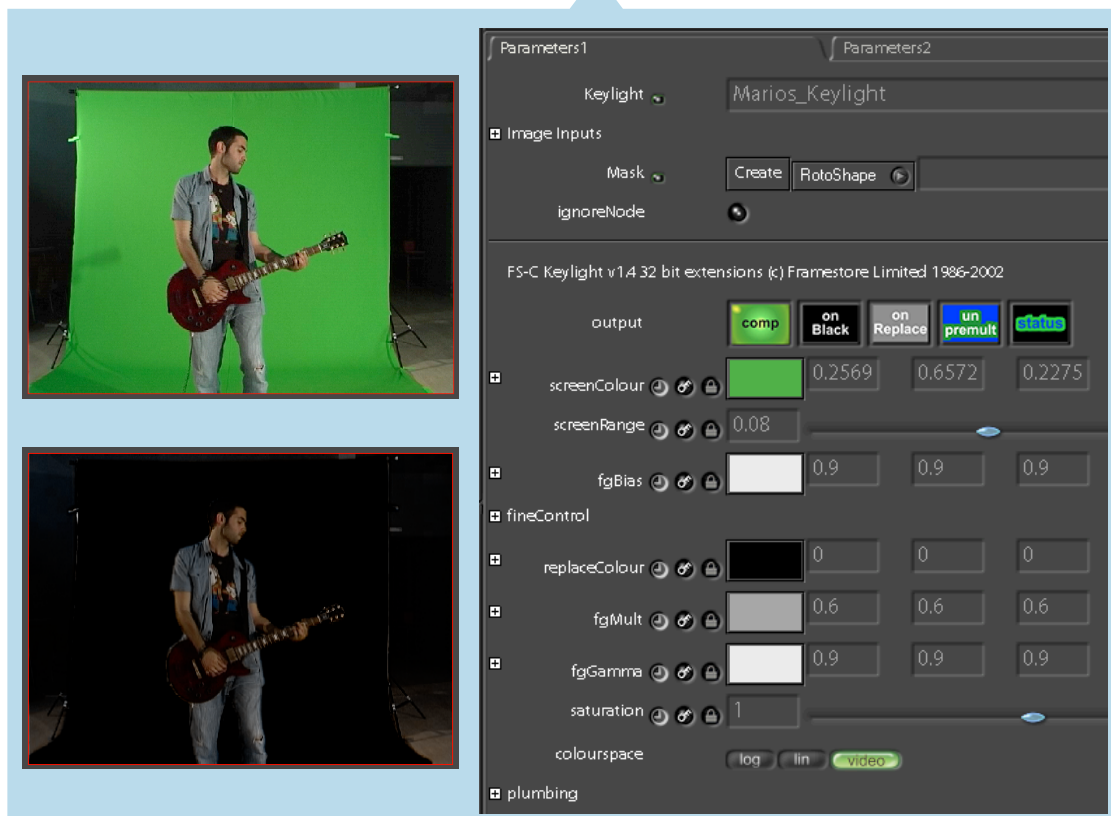 Parameters1 Parameters2
Keylight Marios_Keylight
Image Inputs
Mask Create RotoShape
ignoreNode
FS-C Keylight v1.4 32 bit extensions (c) Framestore Limited 1986-2002
output comp on Black on Replace un premult status
screenColour 0.2569 0.6572 0.2275
screenRange 0.08
fgBias 0.9 0.9 0.9
fineControl
replaceColour 0 0 0
fgMult 0.6 0.6 0.6
fgGamma 0.9 0.9 0.9
saturation 1
colourspace log lin video
plumbing